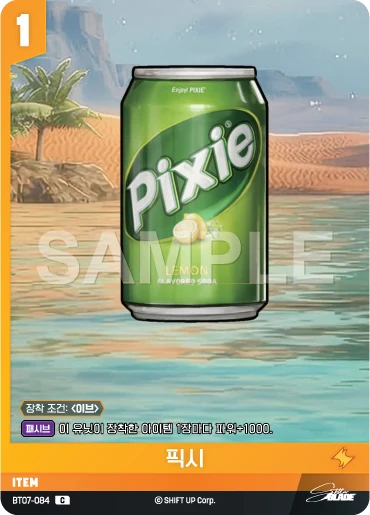 1
Enjoy! PIXIE'
Pixie®
SAMPLE
LEMON
FLAVORED SODA
장착 조건: <이브>
패시브 이 유닛이 장착한 아이템 1장마다 파워+1000.
픽시
ITEM
BT07-084 C ⓒ SHIFT UP Corp. Stellar BLADE